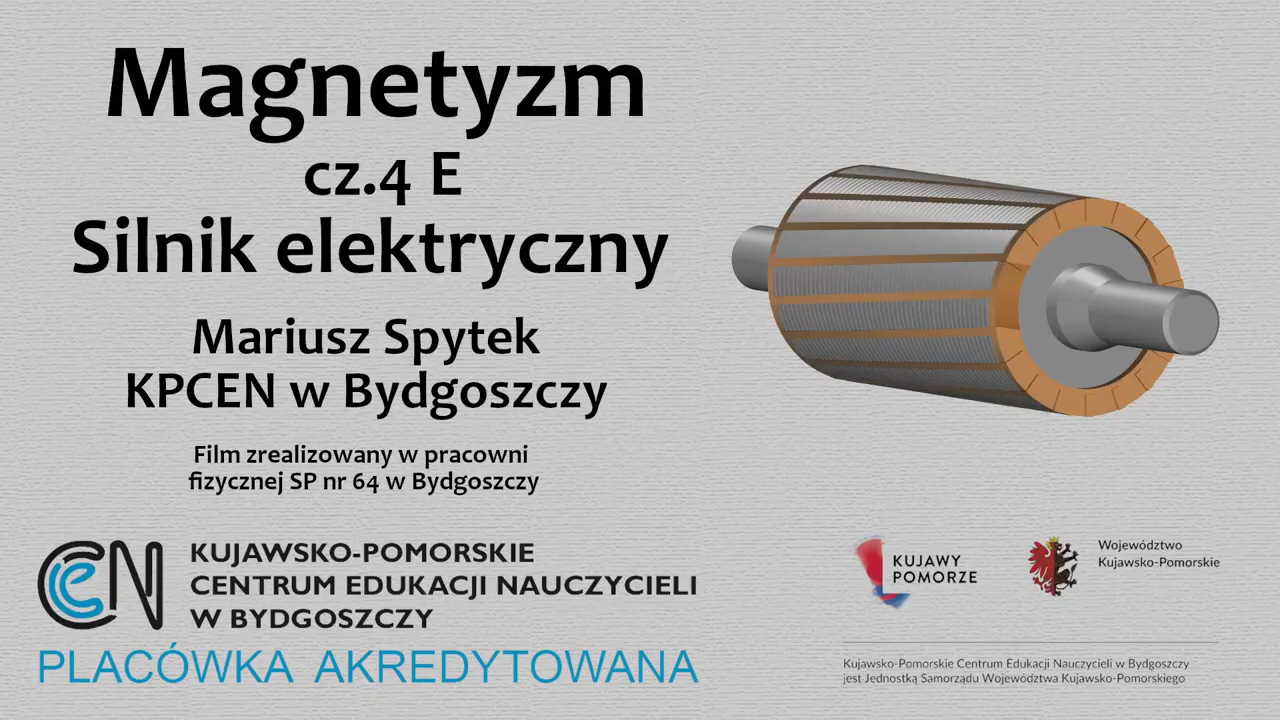 Magnetyzm
cz.4 E
Silnik elektryczny
Mariusz Spytek
KPCEN w Bydgoszczy
Film zrealizowany w pracowni
fizycznej SP nr 64 w Bydgoszczy
CEN
KUJAWSKO-POMORSKIE
CENTRUM EDUKACJI NAUCZYCIELI
W BYDGOSZCZY
PLACÓWKA AKREDYTOWANA
KUJAWY
POMORZE
Województwo
Kujawsko-Pomorskie
Kujawsko-Pomorskie Centrum Edukacji Nauczycieli w Bydgoszczy
jest Jednostką Samorządu Województwa Kujawsko-Pomorskiego